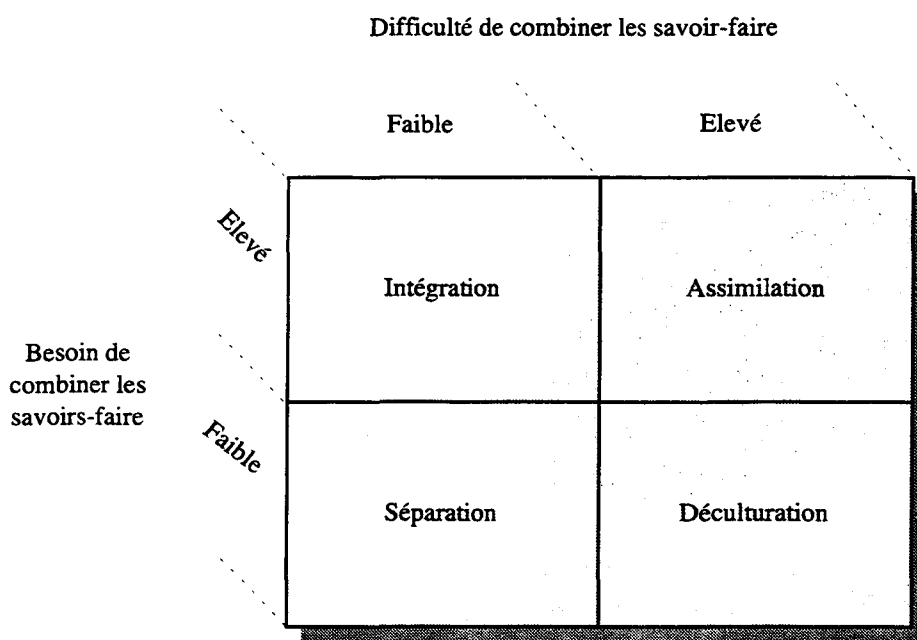 Difficulté de combiner les savoir-faire
Faible
Elevé
Elevé
Intégration
Assimilation
Besoin de
combiner les
savoirs-faire
Faible
Séparation
Déculturation